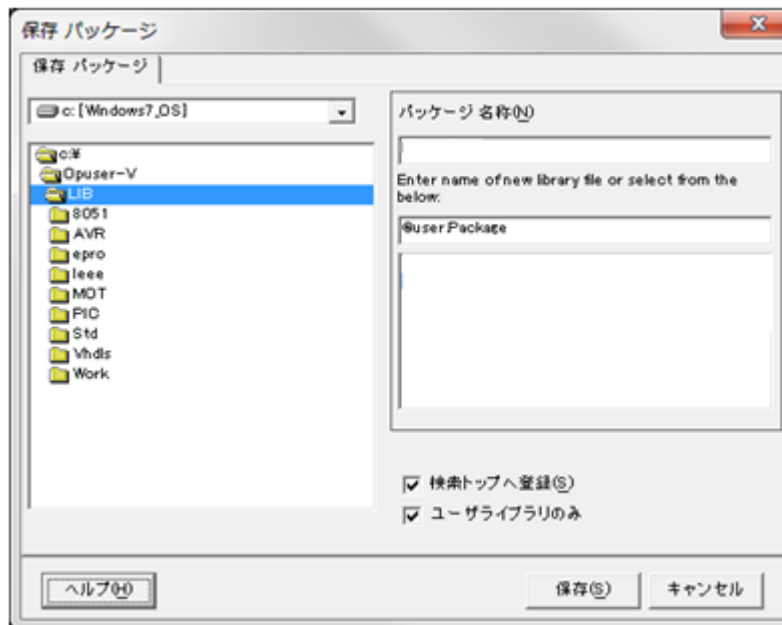 保存 パッケージ
保存 パッケージ
c: [Windows7_OS]
c:¥
Opuser-V
LIB
8051
AVR
epro
Ieee
MOT
PIC
Std
Vhdls
Work
パッケージ 名称(N)
Enter name of new library file or select from the
below:
@user.Package
検索トップへ登録(S)
ユーザライブラリのみ
ヘルプ(H)
保存(S)
キャンセル